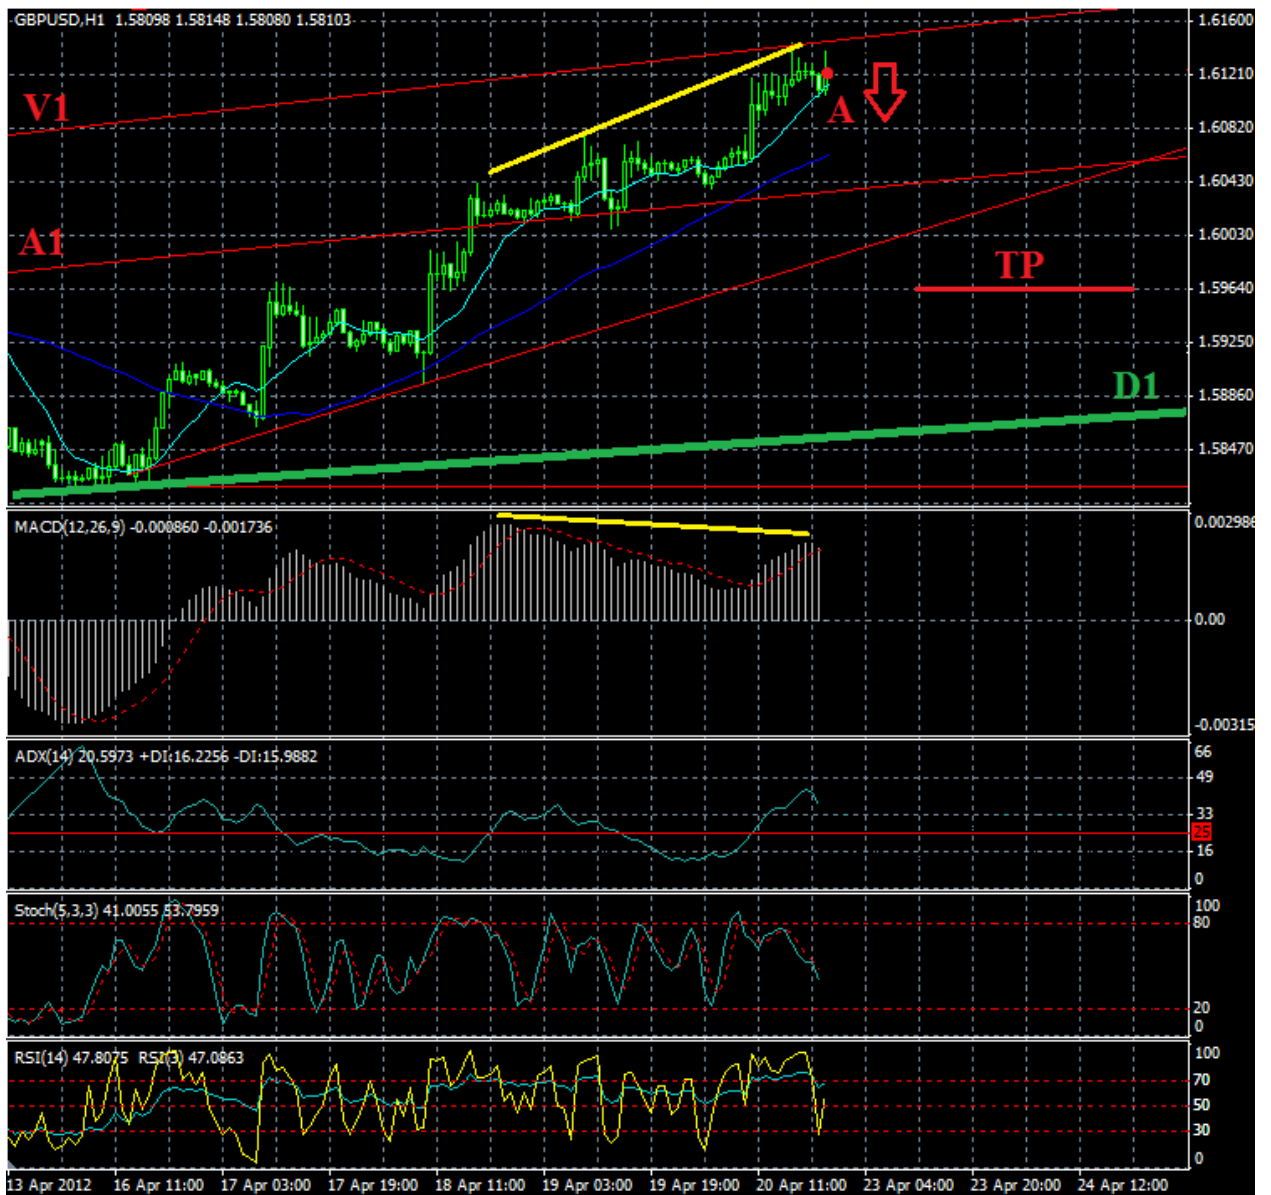 GBPUSD,H1 1.58098 1.58148 1.58080 1.58103
1.61600
1.61210
V1
A
1.60820
1.60430
A1
1.60030
TP
1.59640
1.59250
D1
1.58860
1.58470
MACD(12,26,9) -0.000860 -0.001736
0.002986
0.00
-0.00315
ADX(14) 20.5973 +DI:16.2256 -DI:15.9882
66
49
33
25
16
0
Stoch(5,3,3) 41.0055 53.7959
100
80
20
0
RSI(14) 47.8075 RSI(3) 47.0863
100
70
50
30
0
13 Apr 2012 16 Apr 11:00 17 Apr 03:00 17 Apr 19:00 18 Apr 11:00 19 Apr 03:00 19 Apr 19:00 20 Apr 11:00 23 Apr 04:00 23 Apr 20:00 24 Apr 12:00